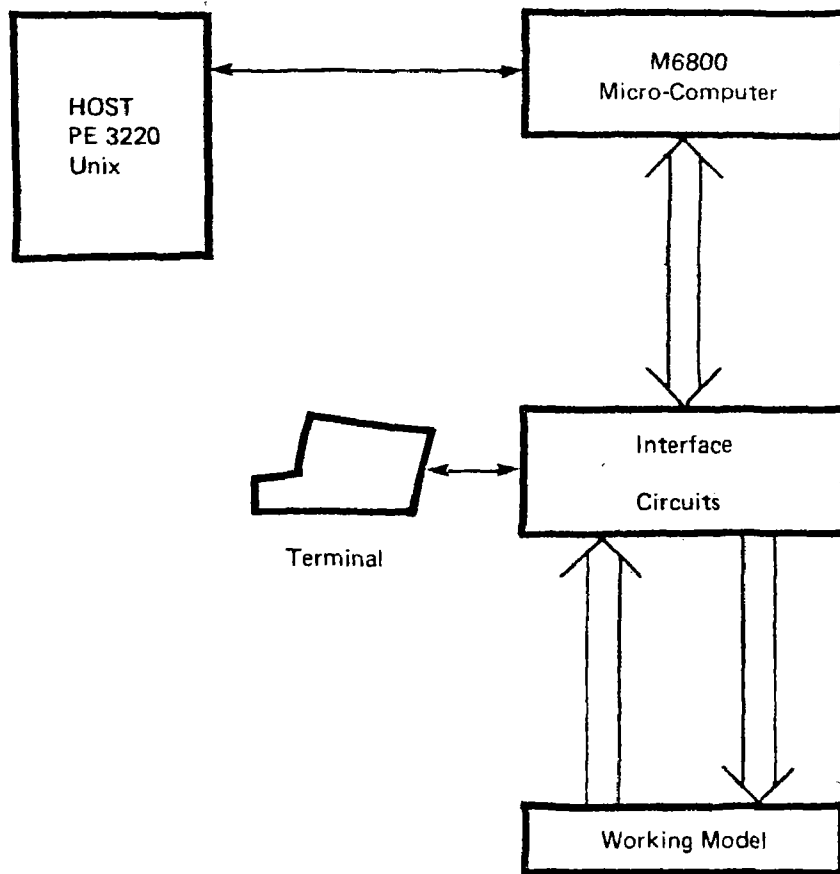 HOST
PE 3220
Unix
M6800
Micro-Computer
Interface
Circuits
Terminal
Working Model